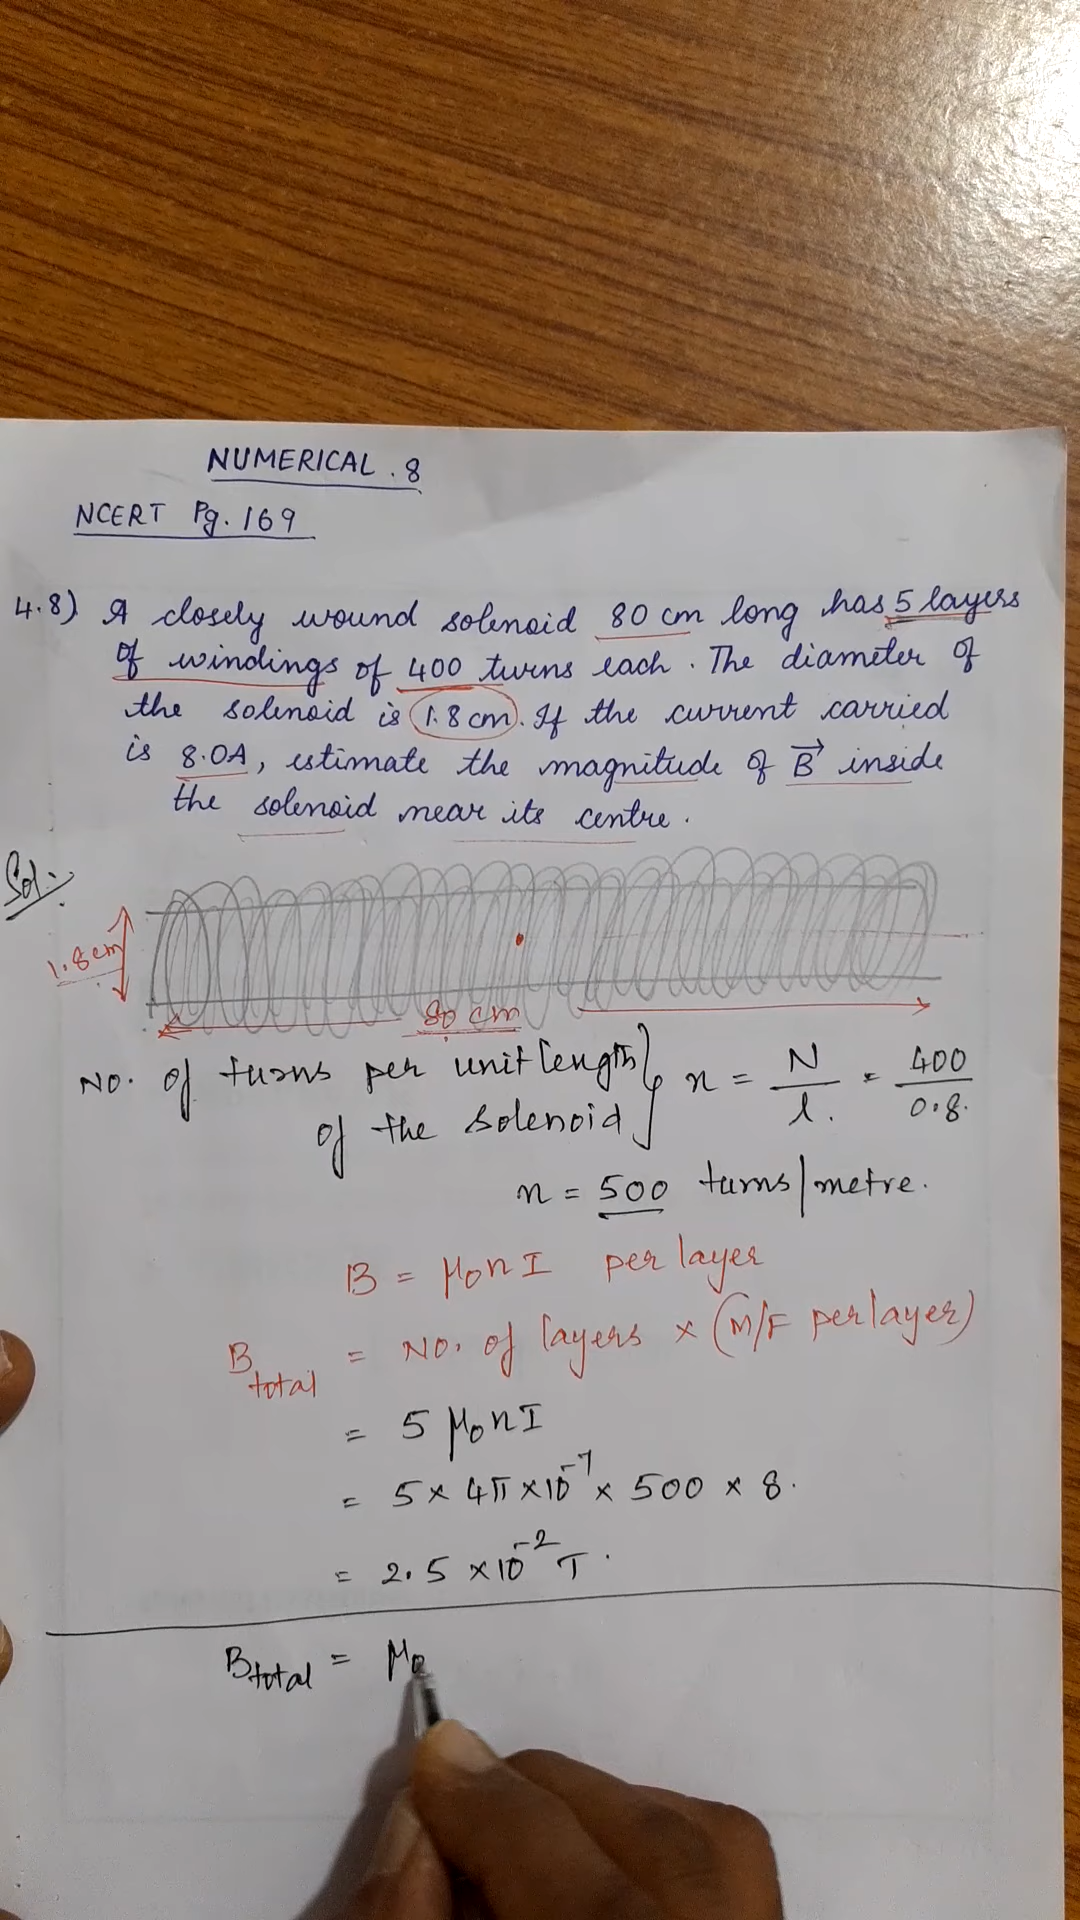 NUMERICAL . 8
NCERT Pg. 169
4.8) A closely wound solenoid 80 cm long has 5 layers
of windings of 400 turns each. The diameter of
the solenoid is 1.8 cm. If the current carried
is 8.0A, estimate the magnitude of B⃗ inside
the solenoid near its centre.
Sol:-
1.8cm
80 cm
No. of turns per unit length
of the solenoid } n = N/l. = 400/0.8.
n = 500 turns/metre.
B = μ₀nI per layer
B total = No. of layers × (M/F per layer)
= 5 μ₀nI
= 5 × 4π × 10⁻⁷ × 500 × 8.
= 2.5 × 10⁻² T.
B total = μ₀